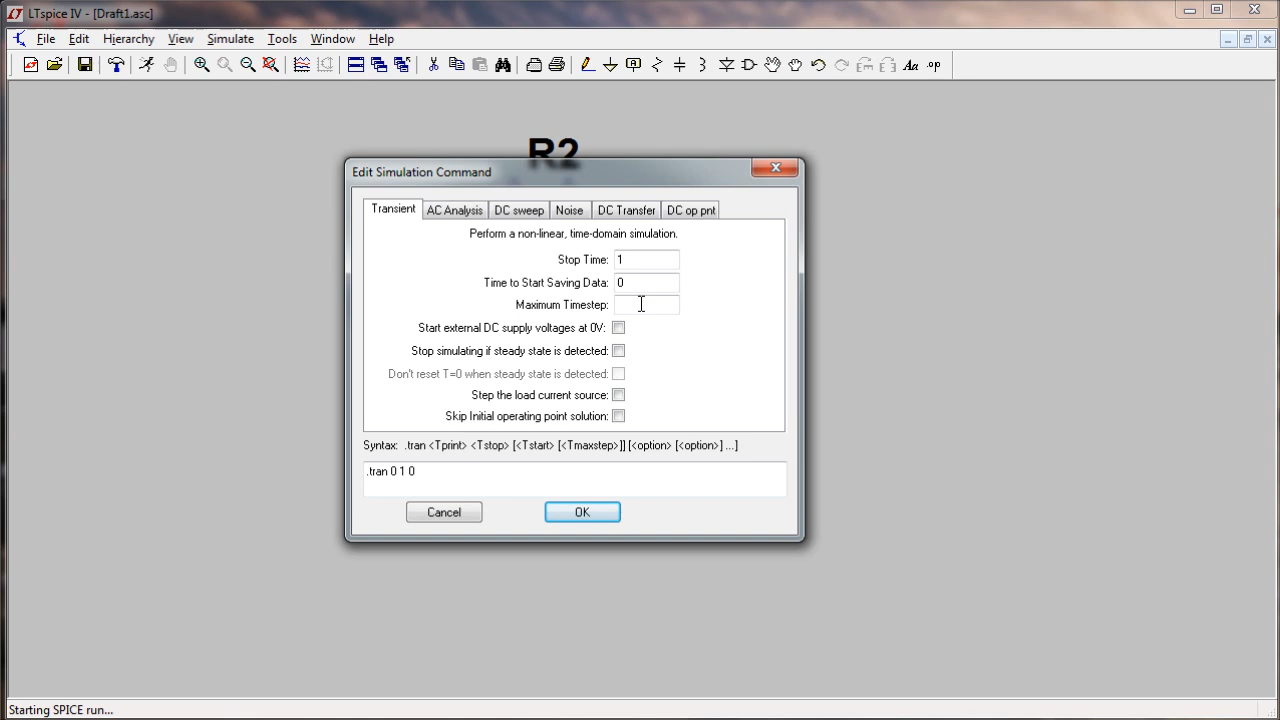 LTspice IV - [Draft1.asc]
File Edit Hierarchy View Simulate Tools Window Help
Aa .op
R2
Edit Simulation Command
Transient AC Analysis DC sweep Noise DC Transfer DC op pnt
Perform a non-linear, time-domain simulation.
Stop Time: 1
Time to Start Saving Data: 0
Maximum Timestep:
Start external DC supply voltages at 0V:
Stop simulating if steady state is detected:
Don't reset T=0 when steady state is detected:
Step the load current source:
Skip Initial operating point solution:
Syntax: .tran <Tprint> <Tstop> [<Tstart> [<Tmaxstep>]] [<option> [<option>] ...]
.tran 0 1 0
Cancel OK
Starting SPICE run...